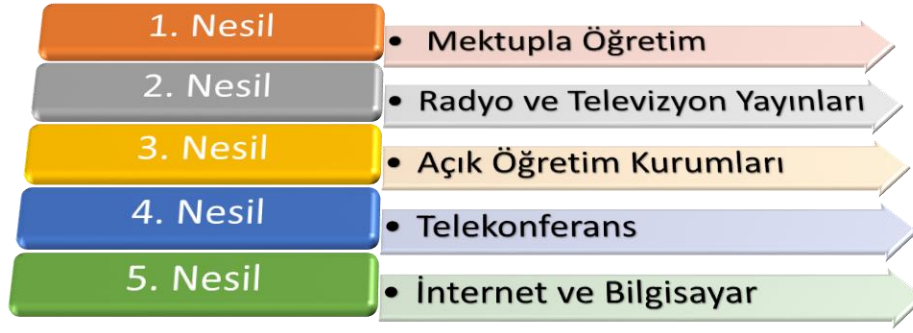 1. Nesil
• Mektupla Öğretim
2. Nesil
• Radyo ve Televizyon Yayınları
3. Nesil
• Açık Öğretim Kurumları
4. Nesil
• Telekonferans
5. Nesil
• İnternet ve Bilgisayar